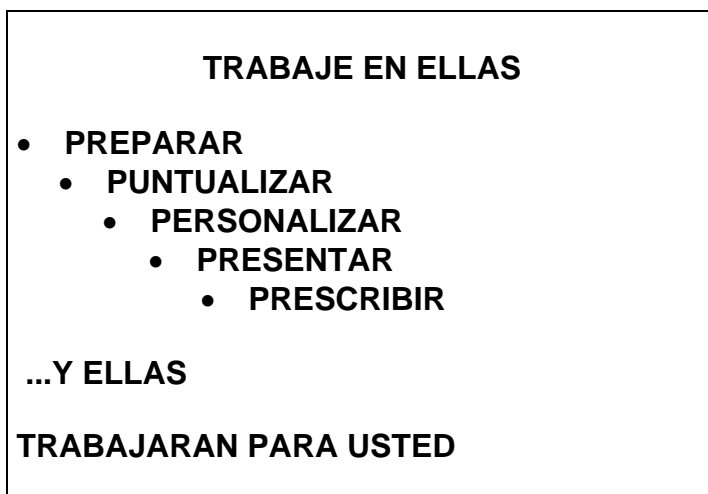 TRABAJE EN ELLAS
• PREPARAR
• PUNTUALIZAR
• PERSONALIZAR
• PRESENTAR
• PRESCRIBIR
...Y ELLAS
TRABAJARAN PARA USTED